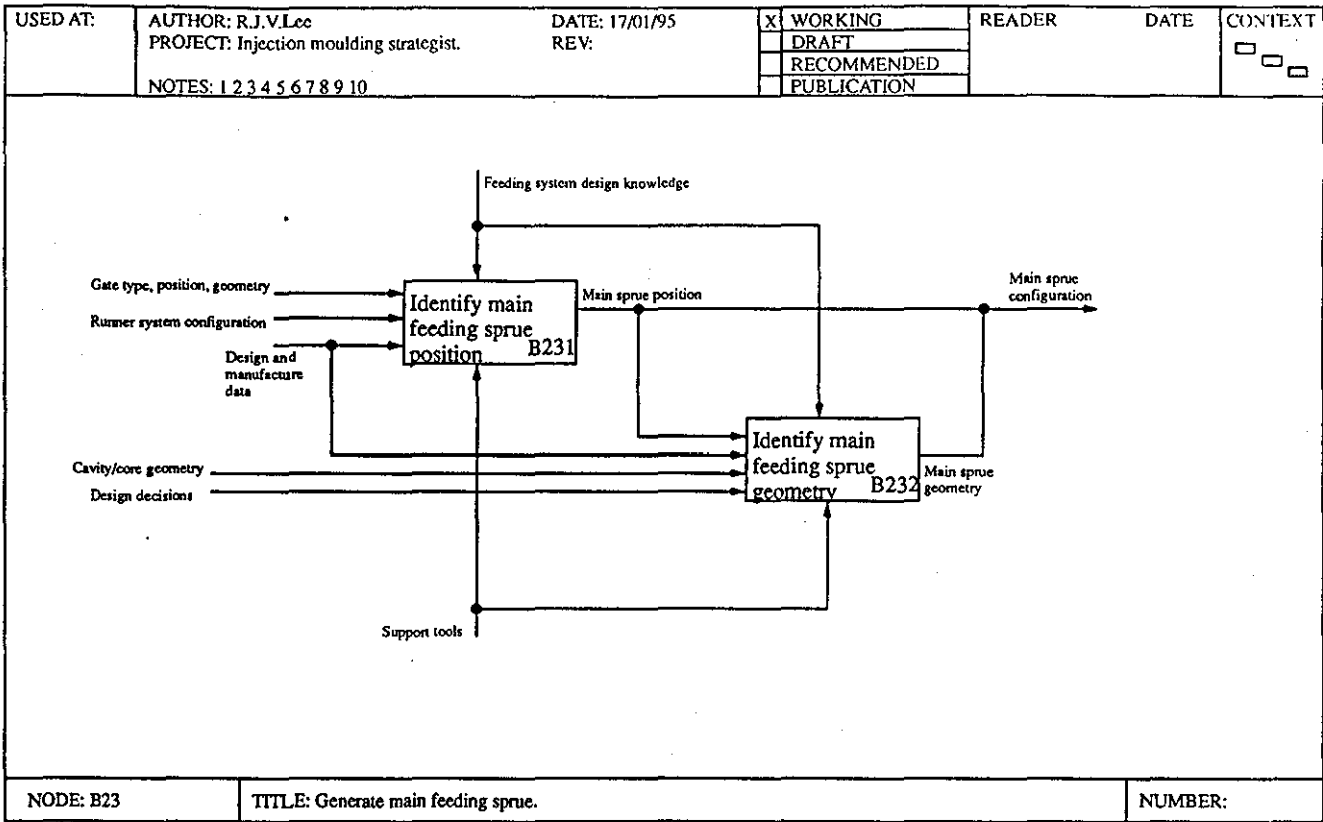 USED AT:
AUTHOR: R.J.V.Lee
DATE: 17/01/95
X
WORKING
READER
DATE
CONTEXT
PROJECT: Injection moulding strategist.
REV:
DRAFT
RECOMMENDED
NOTES: 1 2 3 4 5 6 7 8 9 10
PUBLICATION
Feeding system design knowledge
Gate type, position, geometry
Runner system configuration
Design and
manufacture
data
Identify main
feeding sprue
position
B231
Main sprue position
Main sprue
configuration
Cavity/core geometry
Design decisions
Identify main
feeding sprue
geometry
B232
Main sprue
geometry
Support tools
NODE: B23
TITLE: Generate main feeding sprue.
NUMBER: